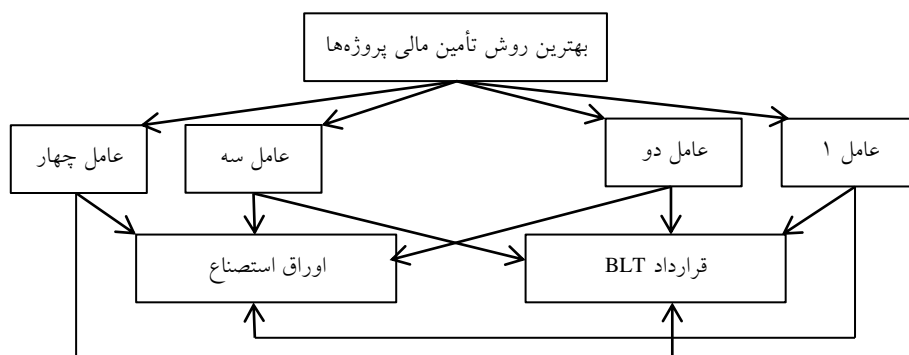 بهترین روش تأمین مالی پروژه‌ها
عامل ۱
عامل دو
عامل سه
عامل چهار
قرارداد BLT
اوراق استصناع